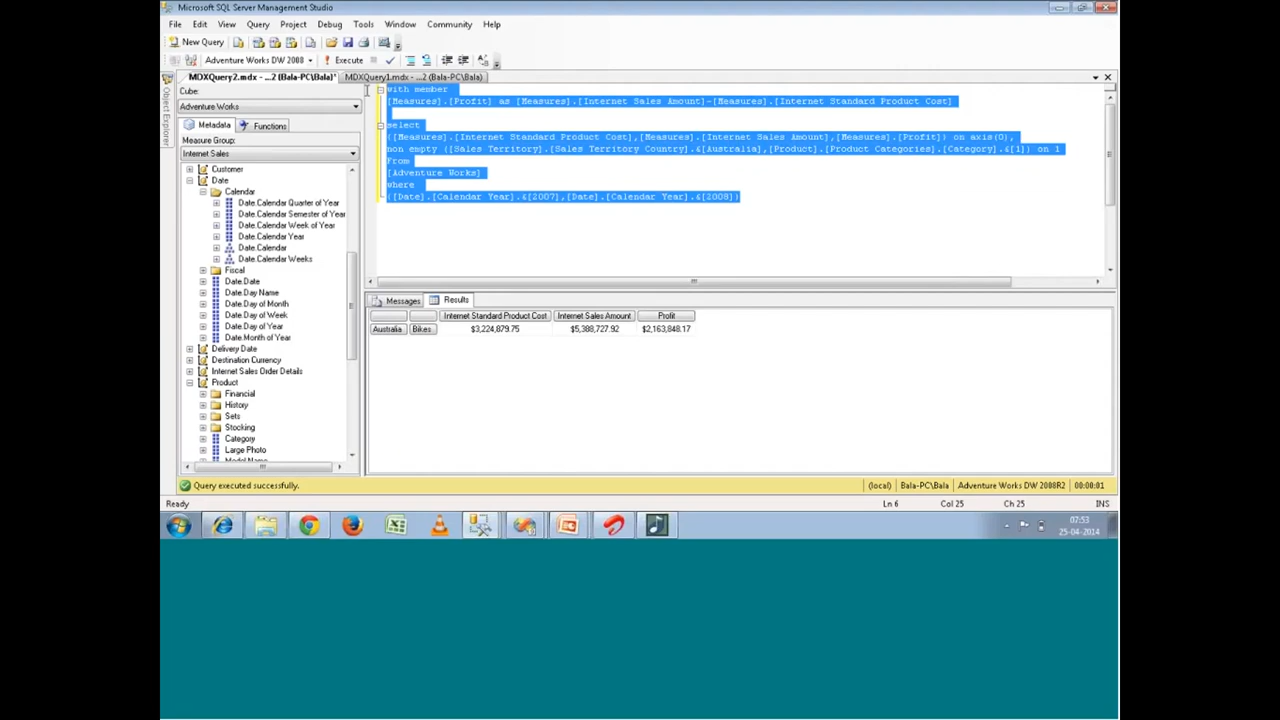 Microsoft SQL Server Management Studio
File Edit View Query Project Debug Tools Window Community Help
New Query
Adventure Works DW 2008 Execute
MDXQuery2.mdx - ...2 (Bala-PC\Bala)* MDXQuery1.mdx - ...2 (Bala-PC\Bala)
Object Explorer
Cube:
Adventure Works
Metadata Functions
Measure Group:
Internet Sales
Customer
Date
Calendar
Date.Calendar Quarter of Year
Date.Calendar Semester of Year
Date.Calendar Week of Year
Date.Calendar Year
Date.Calendar
Date.Calendar Weeks
Fiscal
Date.Date
Date.Day Name
Date.Day of Month
Date.Day of Week
Date.Day of Year
Date.Month of Year
Delivery Date
Destination Currency
Internet Sales Order Details
Product
Financial
History
Sets
Stocking
Category
Large Photo
Model Name
with member
[Measures].[Profit] as [Measures].[Internet Sales Amount]-[Measures].[Internet Standard Product Cost]
select
{[Measures].[Internet Standard Product Cost],[Measures].[Internet Sales Amount],[Measures].[Profit]} on axis(0),
non empty ([Sales Territory].[Sales Territory Country].&[Australia],[Product].[Product Categories].[Category].&[1]) on 1
From
[Adventure Works]
where
{[Date].[Calendar Year].&[2007],[Date].[Calendar Year].&[2008]}
Messages Results
Internet Standard Product Cost Internet Sales Amount Profit
Australia Bikes $3,224,879.75 $5,388,727.92 $2,163,848.17
Query executed successfully. (local) Bala-PC\Bala Adventure Works DW 2008R2 00:00:01
Ready Ln 6 Col 25 Ch 25 INS
07:53
25-04-2014